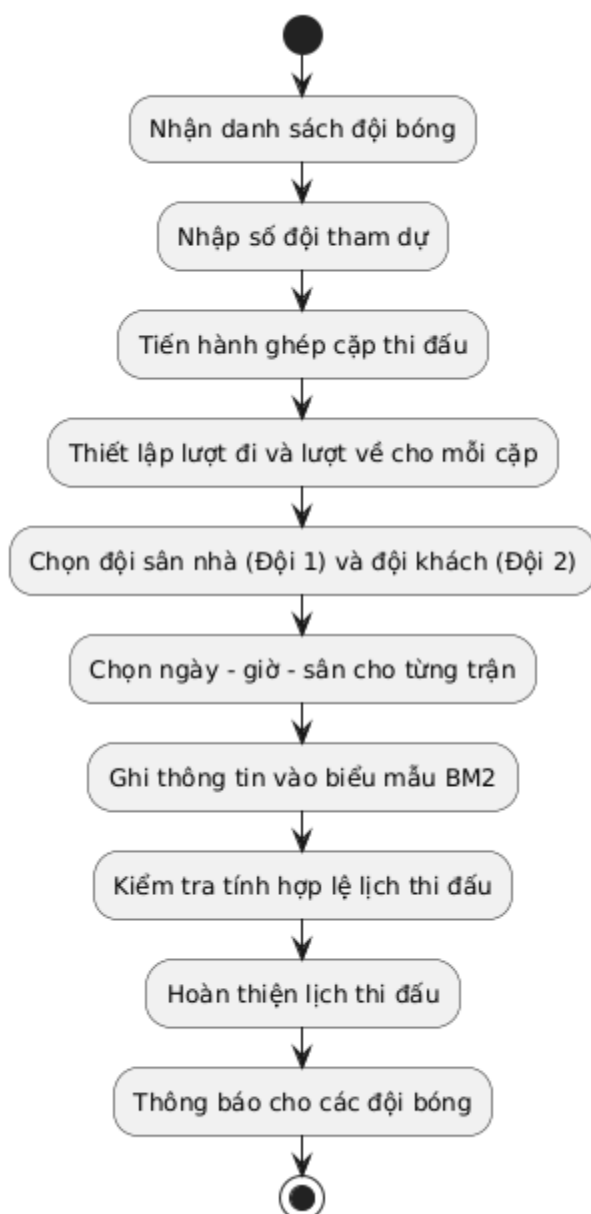 Nhận danh sách đội bóng
Nhập số đội tham dự
Tiến hành ghép cặp thi đấu
Thiết lập lượt đi và lượt về cho mỗi cặp
Chọn đội sân nhà (Đội 1) và đội khách (Đội 2)
Chọn ngày - giờ - sân cho từng trận
Ghi thông tin vào biểu mẫu BM2
Kiểm tra tính hợp lệ lịch thi đấu
Hoàn thiện lịch thi đấu
Thông báo cho các đội bóng